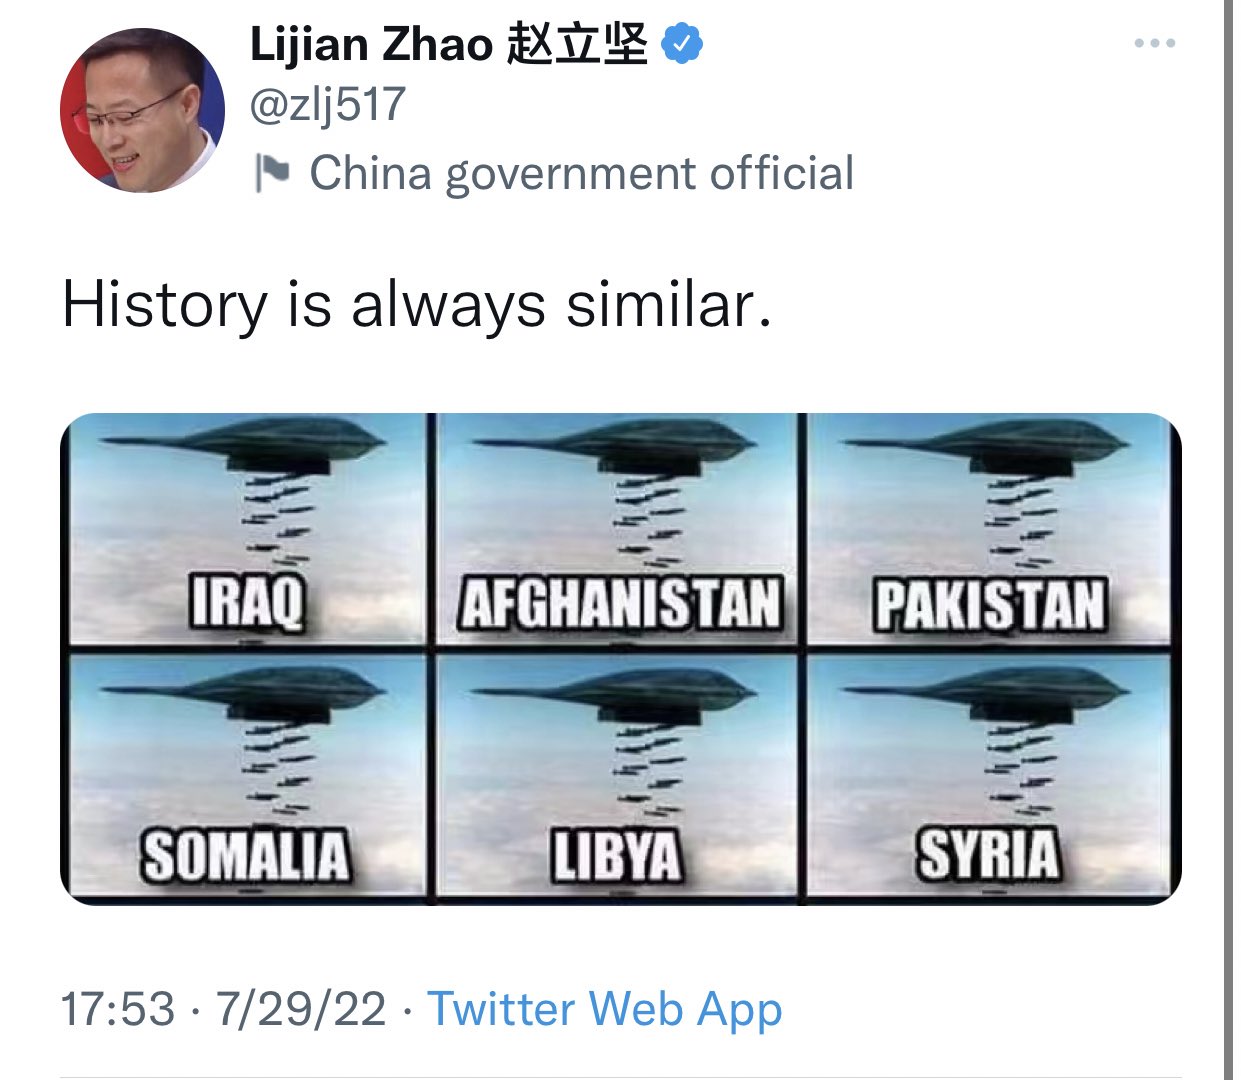 Lijian Zhao 赵立坚
@zlj517
China government official
History is always similar.
IRAQ
AFGHANISTAN
PAKISTAN
SOMALIA
LIBYA
SYRIA
17:53 · 7/29/22 · Twitter Web App